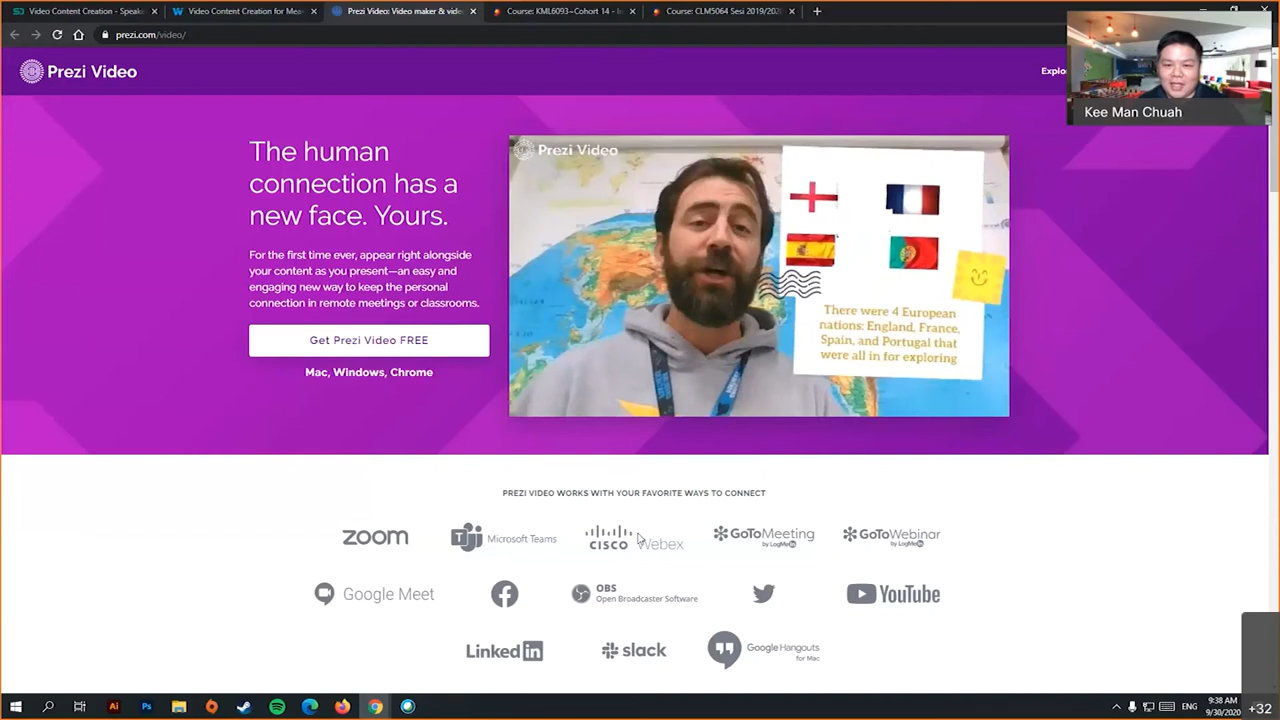 Video Content Creation - Speake
Video Content Creation for Mea
Prezi Video: Video maker & vide
Course: KML6093~Cohort 14 - I
Course: CLM5064 Sesi 2019/202
prezi.com/video/
Prezi Video
Explo
Kee Man Chuah
The human
connection has a
new face. Yours.
For the first time ever, appear right alongside
your content as you present—an easy and
engaging new way to keep the personal
connection in remote meetings or classrooms.
Get Prezi Video FREE
Mac, Windows, Chrome
Prezi Video
There were 4 European
nations: England, France,
Spain, and Portugal that
were all in for exploring
PREZI VIDEO WORKS WITH YOUR FAVORITE WAYS TO CONNECT
zoom
Microsoft Teams
CISCO Webex
GoToMeeting
by LogMeIn
GoToWebinar
by LogMeIn
Google Meet
OBS
Open Broadcaster Software
YouTube
LinkedIn
slack
Google Hangouts
for Mac
ENG
9:38 AM
9/30/2020
+32